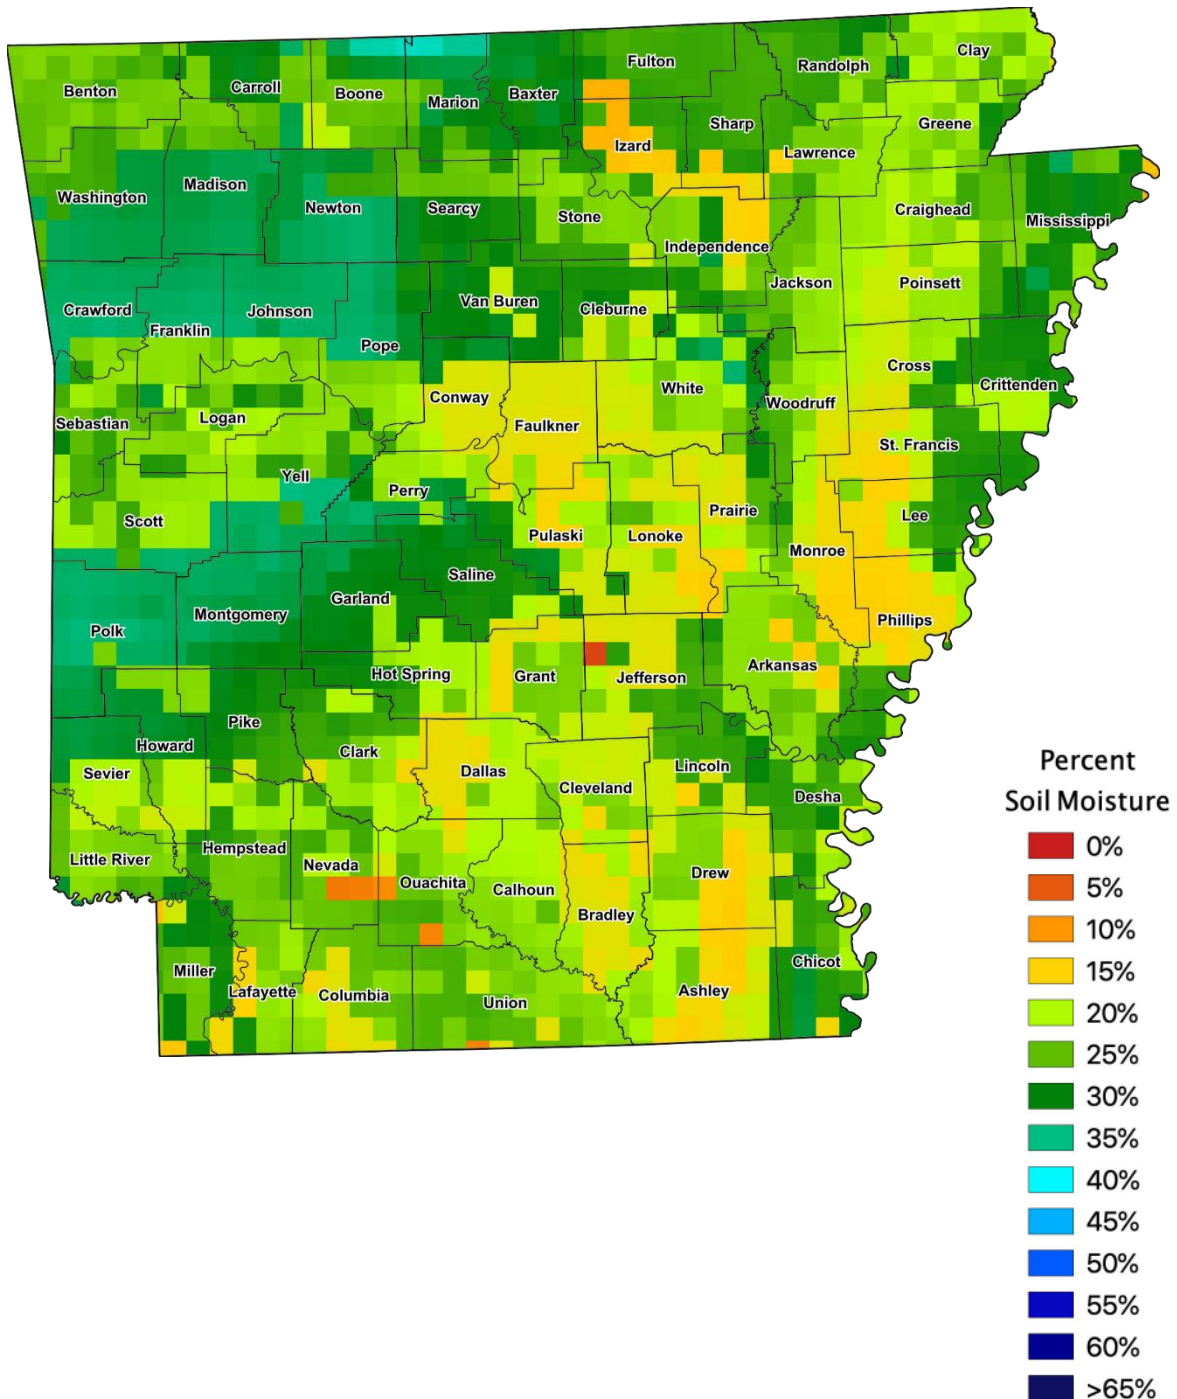 Clay
Fulton
Randolph
Carroll
Benton
Boone
Baxter
Marion
Sharp
Greene
Izard
Lawrence
Madison
Washington
Newton
Searcy
Stone
Craighead
Mississippi
Independence
Jackson
Poinsett
Van Buren
Cleburne
Crawford
Johnson
Franklin
Pope
Cross
Crittenden
White
Conway
Woodruff
Logan
Sebastian
Faulkner
St. Francis
Yell
Perry
Prairie
Lee
Scott
Pulaski
Lonoke
Monroe
Saline
Garland
Montgomery
Phillips
Polk
Arkansas
Hot Spring
Grant
Jefferson
Pike
Howard
Clark
Lincoln
Sevier
Dallas
Cleveland
Desha
Hempstead
Little River
Nevada
Ouachita
Calhoun
Drew
Bradley
Chicot
Miller
Lafayette
Columbia
Union
Ashley
Percent
Soil Moisture
0%
5%
10%
15%
20%
25%
30%
35%
40%
45%
50%
55%
60%
>65%